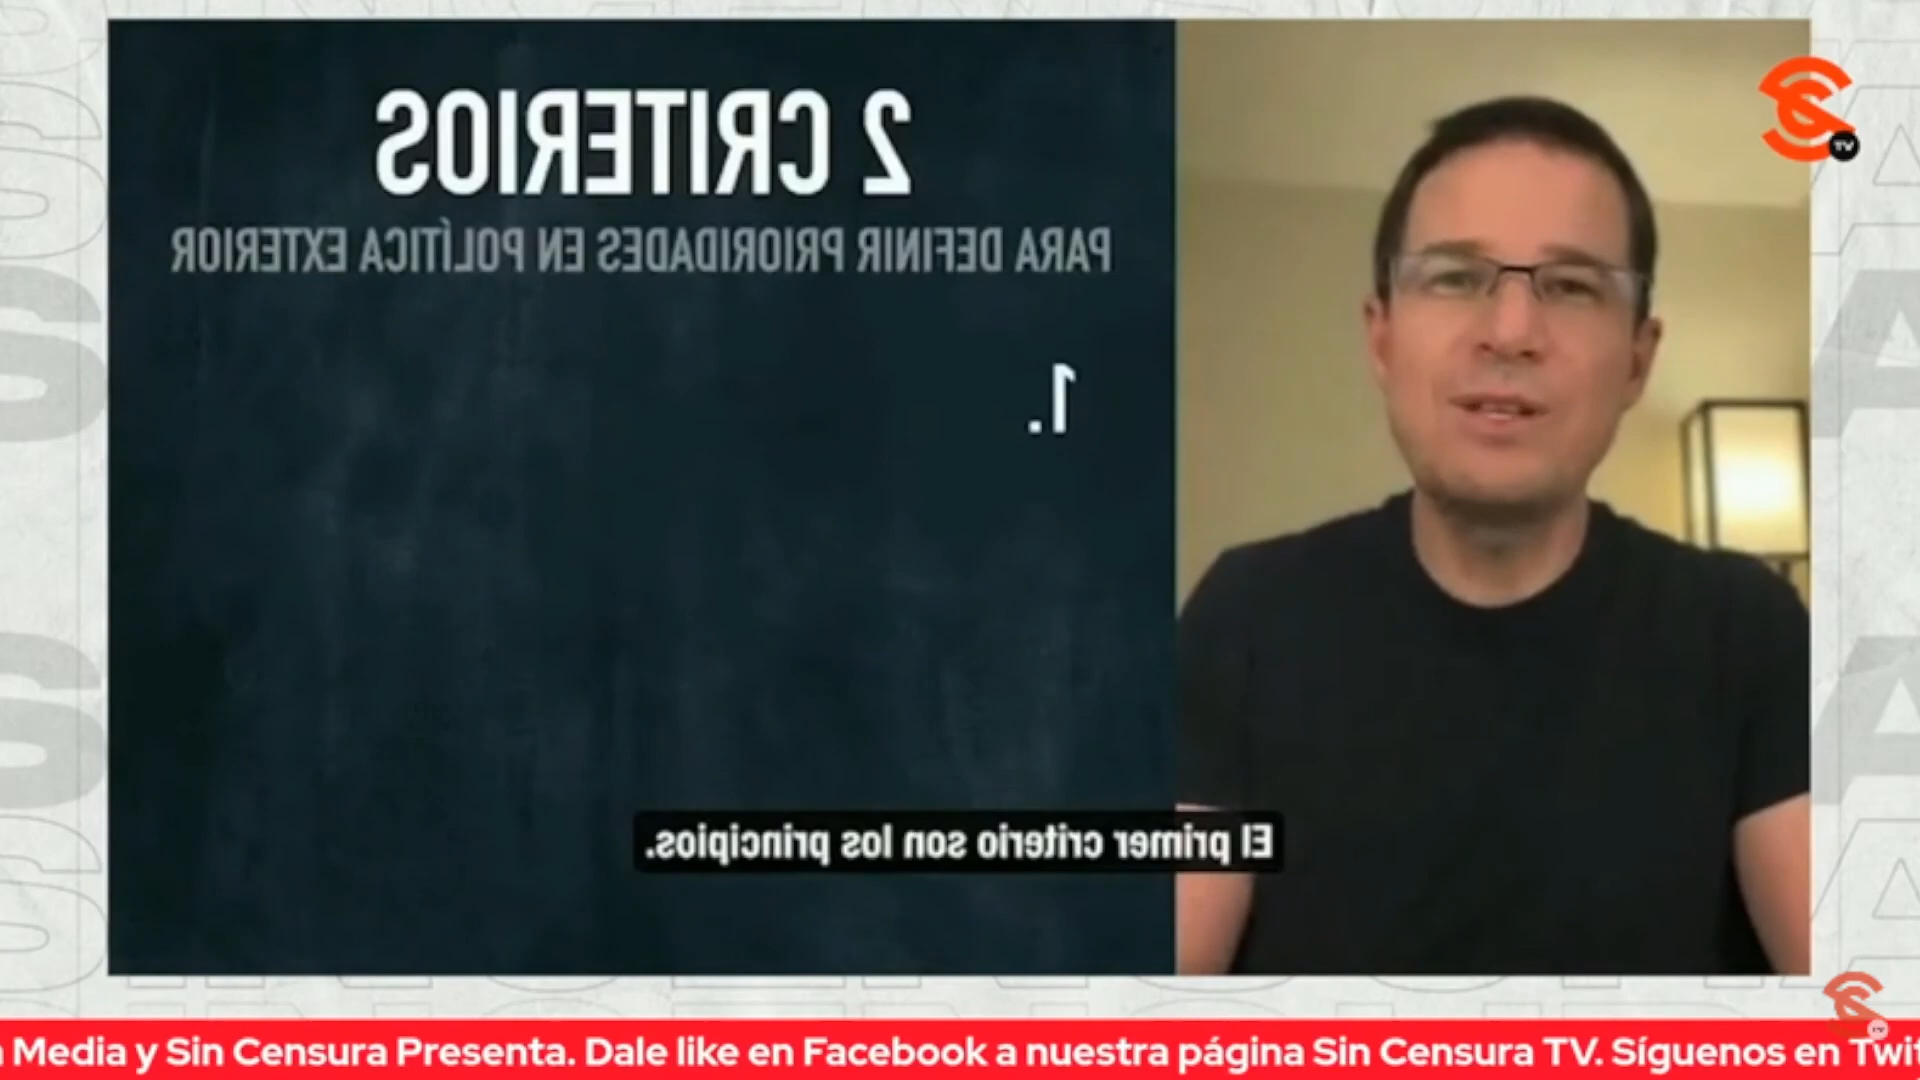 2 CRITERIOS
PARA DEFINIR PRIORIDADES EN POLÍTICA EXTERIOR
1.
El primer criterio son los principios.
TV
Media y Sin Censura Presenta. Dale like en Facebook a nuestra página Sin Censura TV. Síguenos en